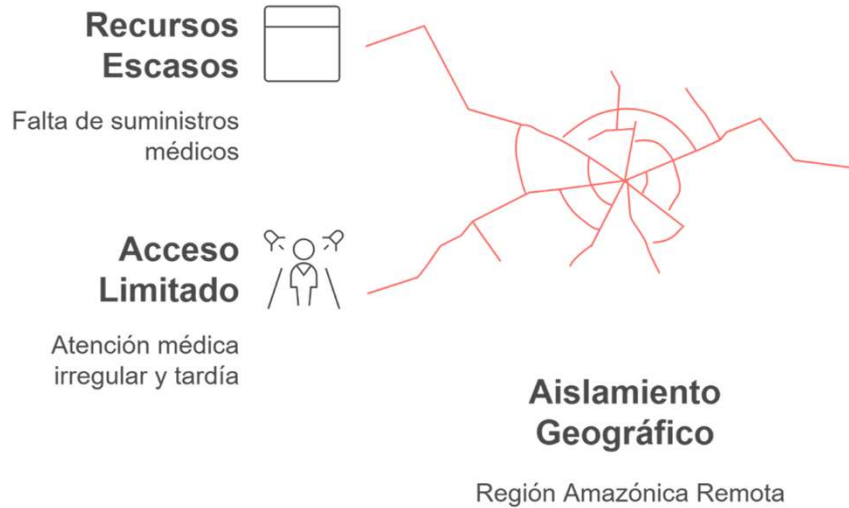 Recursos
Escasos
Falta de suministros
médicos
Acceso
Limitado
Atención médica
irregular y tardía
Aislamiento
Geográfico
Región Amazónica Remota